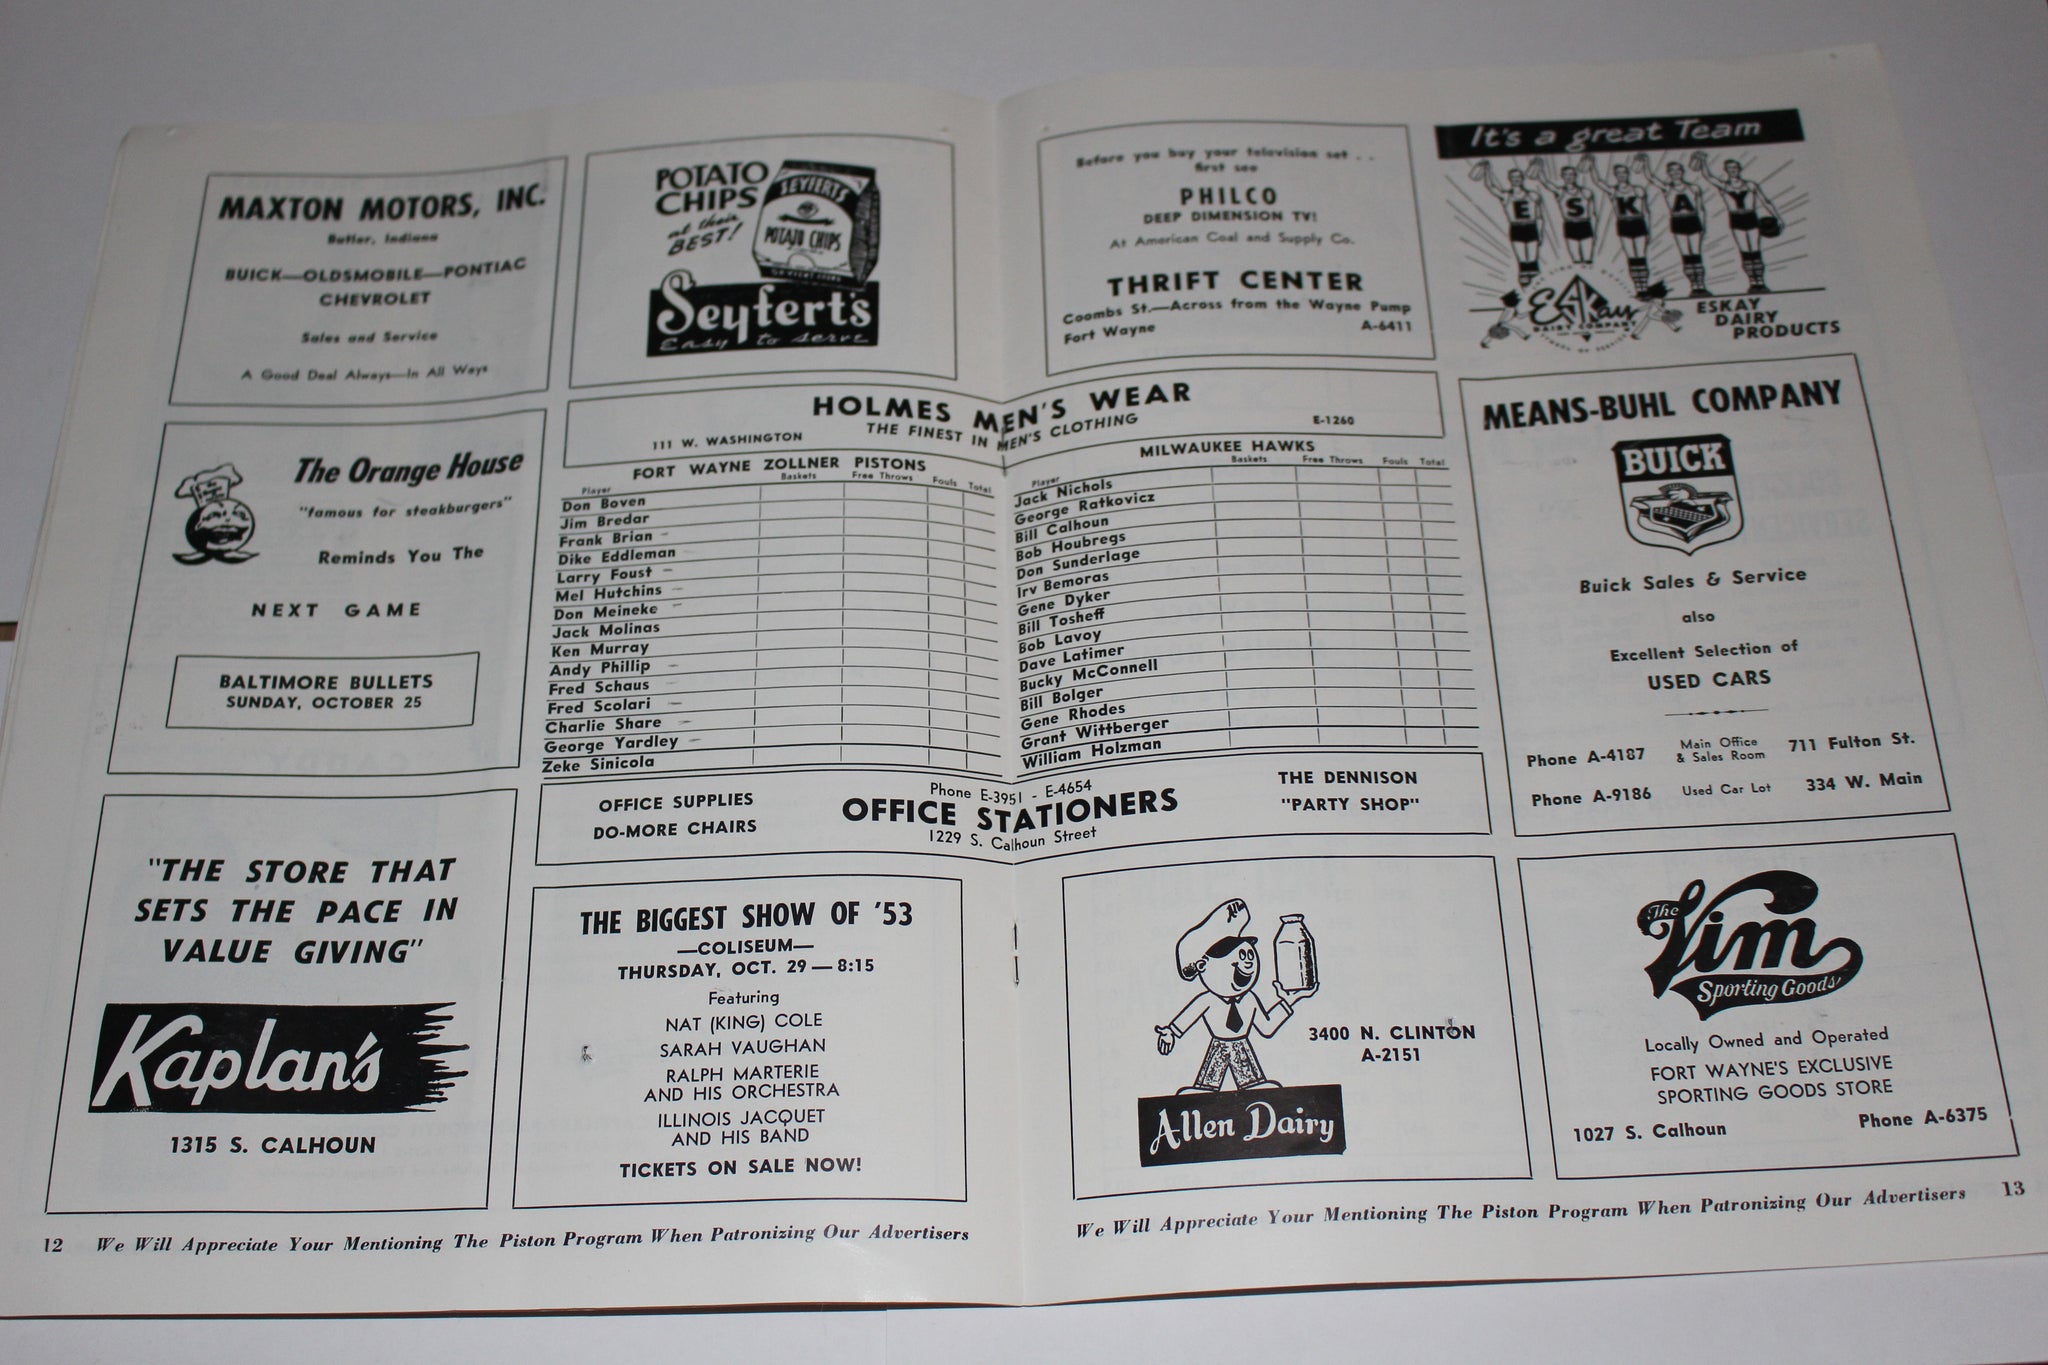 MAXTON MOTORS, INC.
Butler, Indiana
BUICK—OLDSMOBILE—PONTIAC
CHEVROLET
Sales and Service
A Good Deal Always—In All Ways
POTATO
CHIPS
at their
BEST!
SEYFERT'S
POTATO CHIPS
Seyfert's
Easy to serve
The Orange House
"famous for steakburgers"
Reminds You The
NEXT GAME
BALTIMORE BULLETS
SUNDAY, OCTOBER 25
"THE STORE THAT
SETS THE PACE IN
VALUE GIVING"
Kaplan's
1315 S. CALHOUN
HOLMES MEN'S WEAR
THE FINEST IN MEN'S CLOTHING
111 W. WASHINGTON
E-1260
FORT WAYNE ZOLLNER PISTONS
Player Baskets Free Throws Fouls Total
Don Boven
Jim Bredar
Frank Brian
Dike Eddleman
Larry Foust
Mel Hutchins
Don Meineke
Jack Molinas
Ken Murray
Andy Phillip
Fred Schaus
Fred Scolari
Charlie Share
George Yardley
Zeke Sinicola
MILWAUKEE HAWKS
Player Baskets Free Throws Fouls Total
Jack Nichols
George Ratkovicz
Bill Calhoun
Bob Houbregs
Don Sunderlage
Irv Bemoras
Gene Dyker
Bill Tosheff
Bob Lavoy
Dave Latimer
Bucky McConnell
Bill Bolger
Gene Rhodes
Grant Wittberger
William Holzman
OFFICE SUPPLIES
DO-MORE CHAIRS
Phone E-3951 - E-4654
OFFICE STATIONERS
1229 S. Calhoun Street
THE DENNISON
"PARTY SHOP"
THE BIGGEST SHOW OF '53
—COLISEUM—
THURSDAY, OCT. 29 — 8:15
Featuring
NAT (KING) COLE
SARAH VAUGHAN
RALPH MARTERIE
AND HIS ORCHESTRA
ILLINOIS JACQUET
AND HIS BAND
TICKETS ON SALE NOW!
12 We Will Appreciate Your Mentioning The Piston Program When Patronizing Our Advertisers
Before you buy your television set . .
first see
PHILCO
DEEP DIMENSION TV!
At American Coal and Supply Co.
THRIFT CENTER
Coombs St.—Across from the Wayne Pump
Fort Wayne A-6411
It's a great Team
E S K A Y
ESKay
DAIRY COMPANY
ESKAY
DAIRY
PRODUCTS
MEANS-BUHL COMPANY
BUICK
Buick Sales & Service
also
Excellent Selection of
USED CARS
Phone A-4187 Main Office & Sales Room 711 Fulton St.
Phone A-9186 Used Car Lot 334 W. Main
Allen
3400 N. CLINTON
A-2151
Allen Dairy
The Vim
Sporting Goods
Locally Owned and Operated
FORT WAYNE'S EXCLUSIVE
SPORTING GOODS STORE
1027 S. Calhoun Phone A-6375
We Will Appreciate Your Mentioning The Piston Program When Patronizing Our Advertisers 13